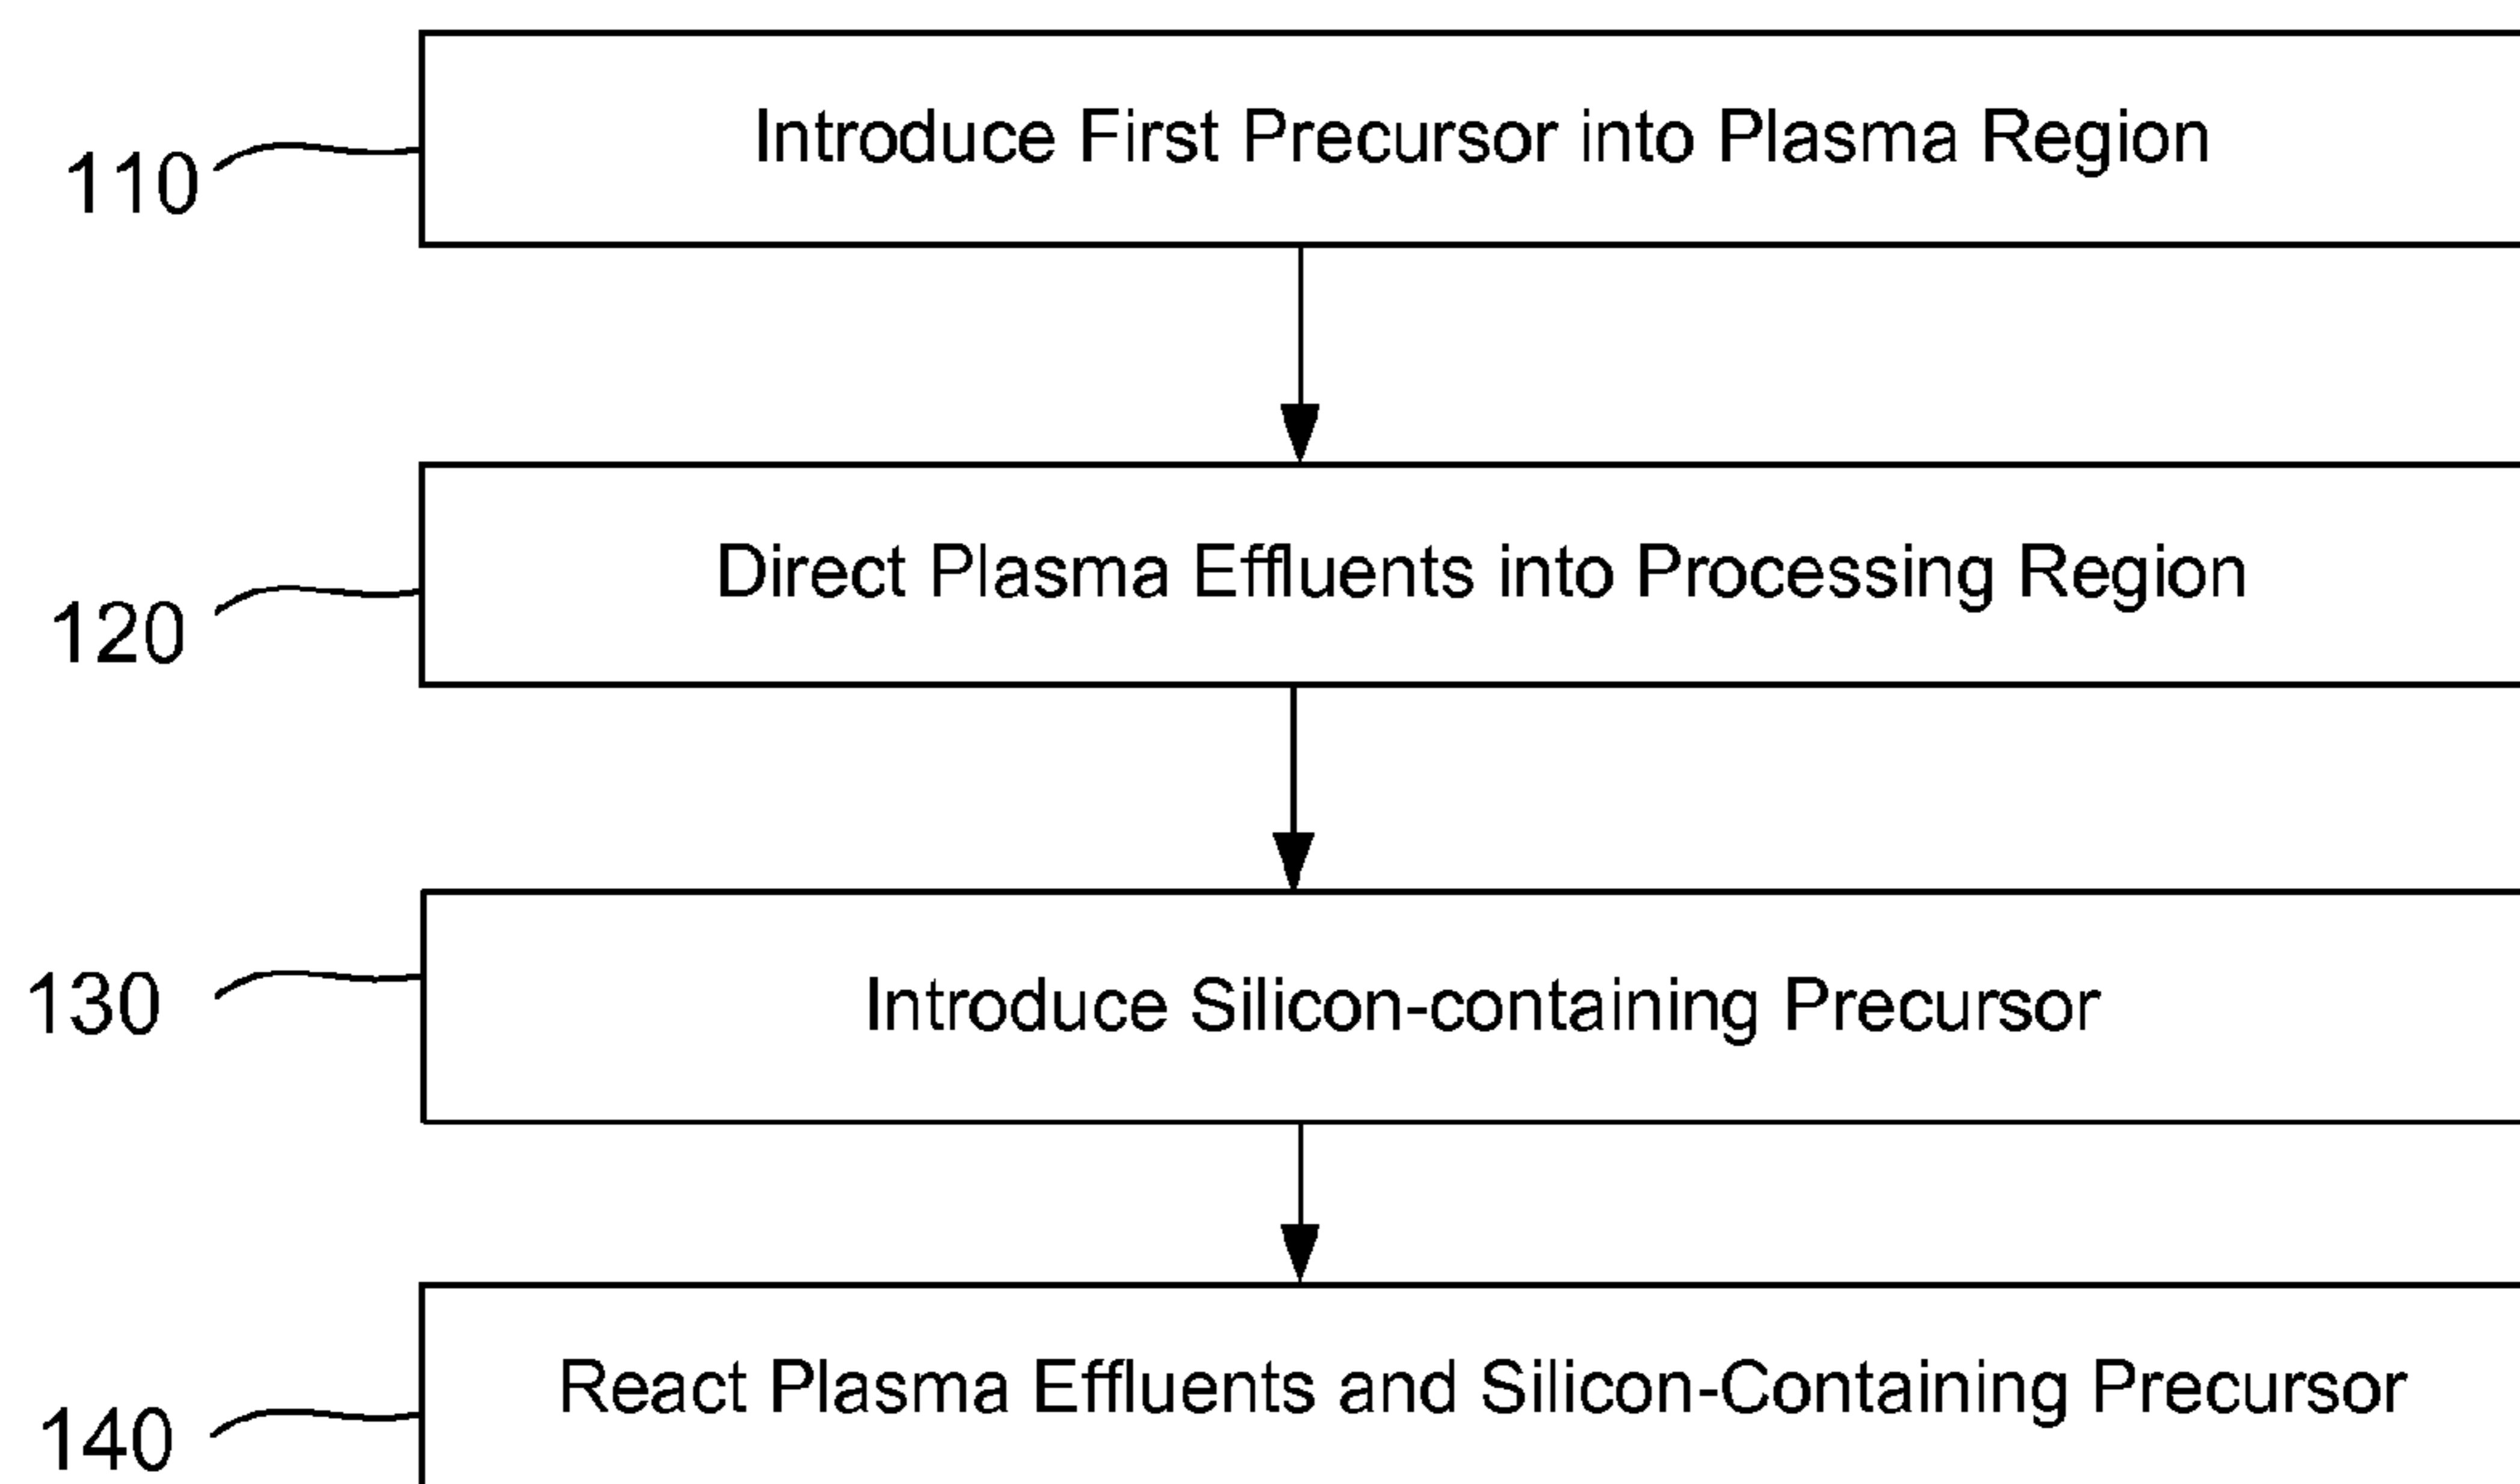 Introduce First Precursor into Plasma Region
110
Direct Plasma Effluents into Processing Region
120
Introduce Silicon-containing Precursor
130
React Plasma Effluents and Silicon-Containing Precursor
140